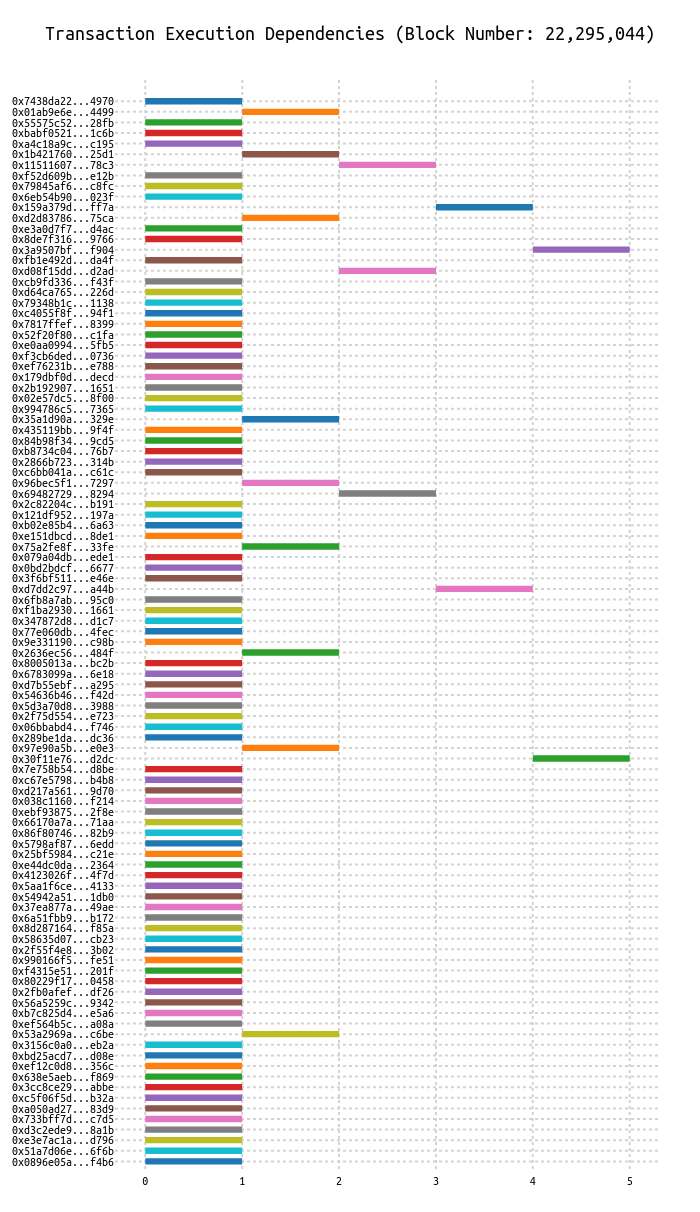 Transaction Execution Dependencies (Block Number: 22,295,044)
0x7438da22...4970
0x01ab9e6e...4499
0x55575c52...28fb
0xbabf0521...1c6b
0xa4c18a9c...c195
0x1b421760...25d1
0x11511607...78c3
0xf52d609b...e12b
0x79845af6...c8fc
0x6eb54b90...023f
0x159a379d...ff7a
0xd2d83786...75ca
0xe3a0d7f7...d4ac
0x8de7f316...9766
0x3a9507bf...f904
0xfb1e492d...da4f
0xd08f15dd...d2ad
0xcb9fd336...f43f
0xd64ca765...226d
0x79348b1c...1138
0xc4055f8f...94f1
0x7817ffef...8399
0x52f20f80...c1fa
0xe0aa0994...5fb5
0xf3cb6ded...0736
0xef76231b...e788
0x179dbf0d...decd
0x2b192907...1651
0x02e57dc5...8f00
0x994786c5...7365
0x35a1d90a...329e
0x435119bb...9f4f
0x84b98f34...9cd5
0xb8734c04...76b7
0x2866b723...314b
0xc6bb041a...c61c
0x96bec5f1...7297
0x69482729...8294
0x2c82204c...b191
0x121df952...197a
0xb02e85b4...6a63
0xe151dbcd...8de1
0x75a2fe8f...33fe
0x079a04db...ede1
0x0bd2bdcf...6677
0x3f6bf511...e46e
0xd7dd2c97...a44b
0x6fb8a7ab...95c0
0xf1ba2930...1661
0x347872d8...d1c7
0x77e060db...4fec
0x9e331190...c98b
0x2636ec56...484f
0x8005013a...bc2b
0x6783099a...6e18
0xd7b55ebf...a295
0x54636b46...f42d
0x5d3a70d8...3988
0x2f75d554...e723
0x06bbabd4...f746
0x289be1da...dc36
0x97e90a5b...e0e3
0x30f11e76...d2dc
0x7e758b54...d8be
0xc67e5798...b4b8
0xd217a561...9d70
0x038c1160...f214
0xebf93875...2f8e
0x66170a7a...71aa
0x86f80746...82b9
0x5798af87...6edd
0x25bf5984...c21e
0xe44dc0da...2364
0x4123026f...4f7d
0x5aa1f6ce...4133
0x54942a51...1db0
0x37ea877a...49ae
0x6a51fbb9...b172
0x8d287164...f85a
0x58635d07...cb23
0x2f55f4e8...3b02
0x990166f5...fe51
0xf4315e51...201f
0x80229f17...0458
0x2fb0afef...df26
0x56a5259c...9342
0xb7c825d4...e5a6
0xef564b5c...a08a
0x53a2969a...c6be
0x3156c0a0...eb2a
0xbd25acd7...d08e
0xef12c0d8...356c
0x638e5aeb...f869
0x3cc8ce29...abbe
0xc5f06f5d...b32a
0xa050ad27...83d9
0x733bff7d...c7d5
0xd3c2ede9...8a1b
0xe3e7ac1a...d796
0x51a7d06e...6f6b
0x0896e05a...f4b6
0 1 2 3 4 5